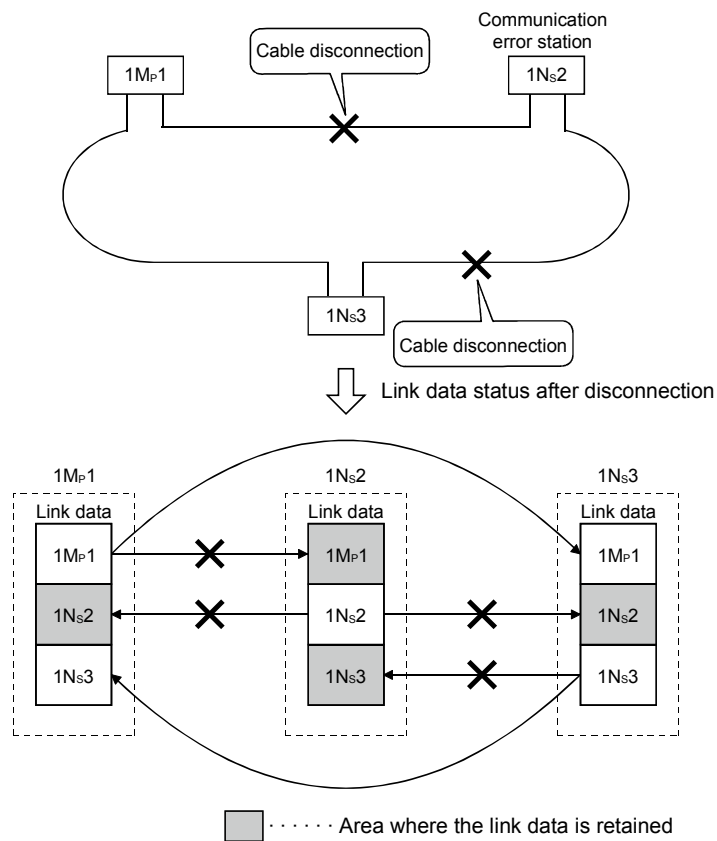 Communication
error station
Cable disconnection
1MP1
1NS2
1NS3
Cable disconnection
Link data status after disconnection
1MP1
1NS2
1NS3
Link data
Link data
Link data
1MP1
1MP1
1MP1
1NS2
1NS2
1NS2
1NS3
1NS3
1NS3
· · · · · · Area where the link data is retained